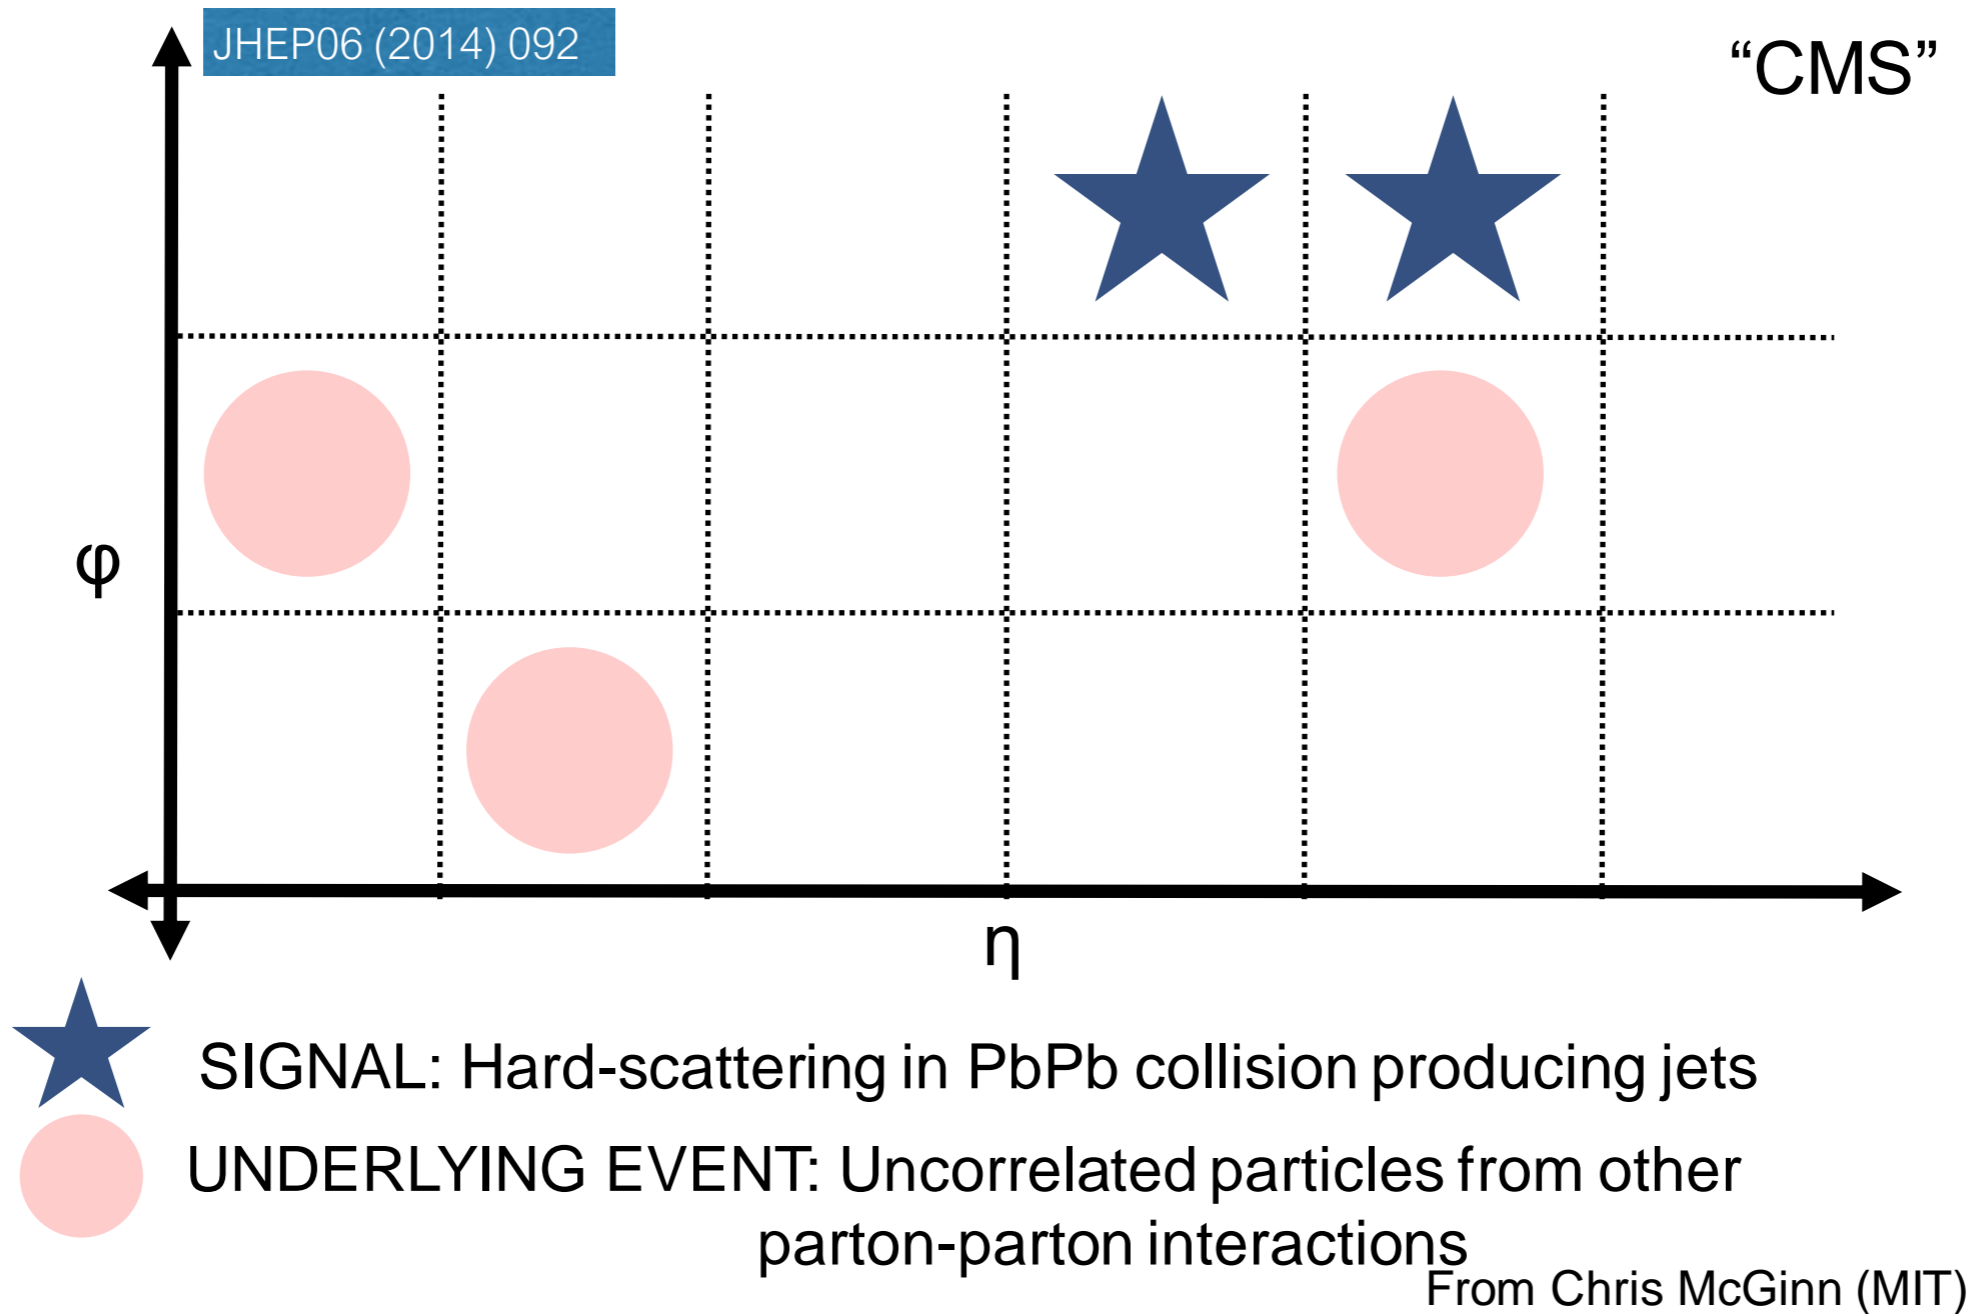 JHEP06 (2014) 092
“CMS”
φ
η
SIGNAL: Hard-scattering in PbPb collision producing jets
UNDERLYING EVENT: Uncorrelated particles from other
parton-parton interactions
From Chris McGinn (MIT)